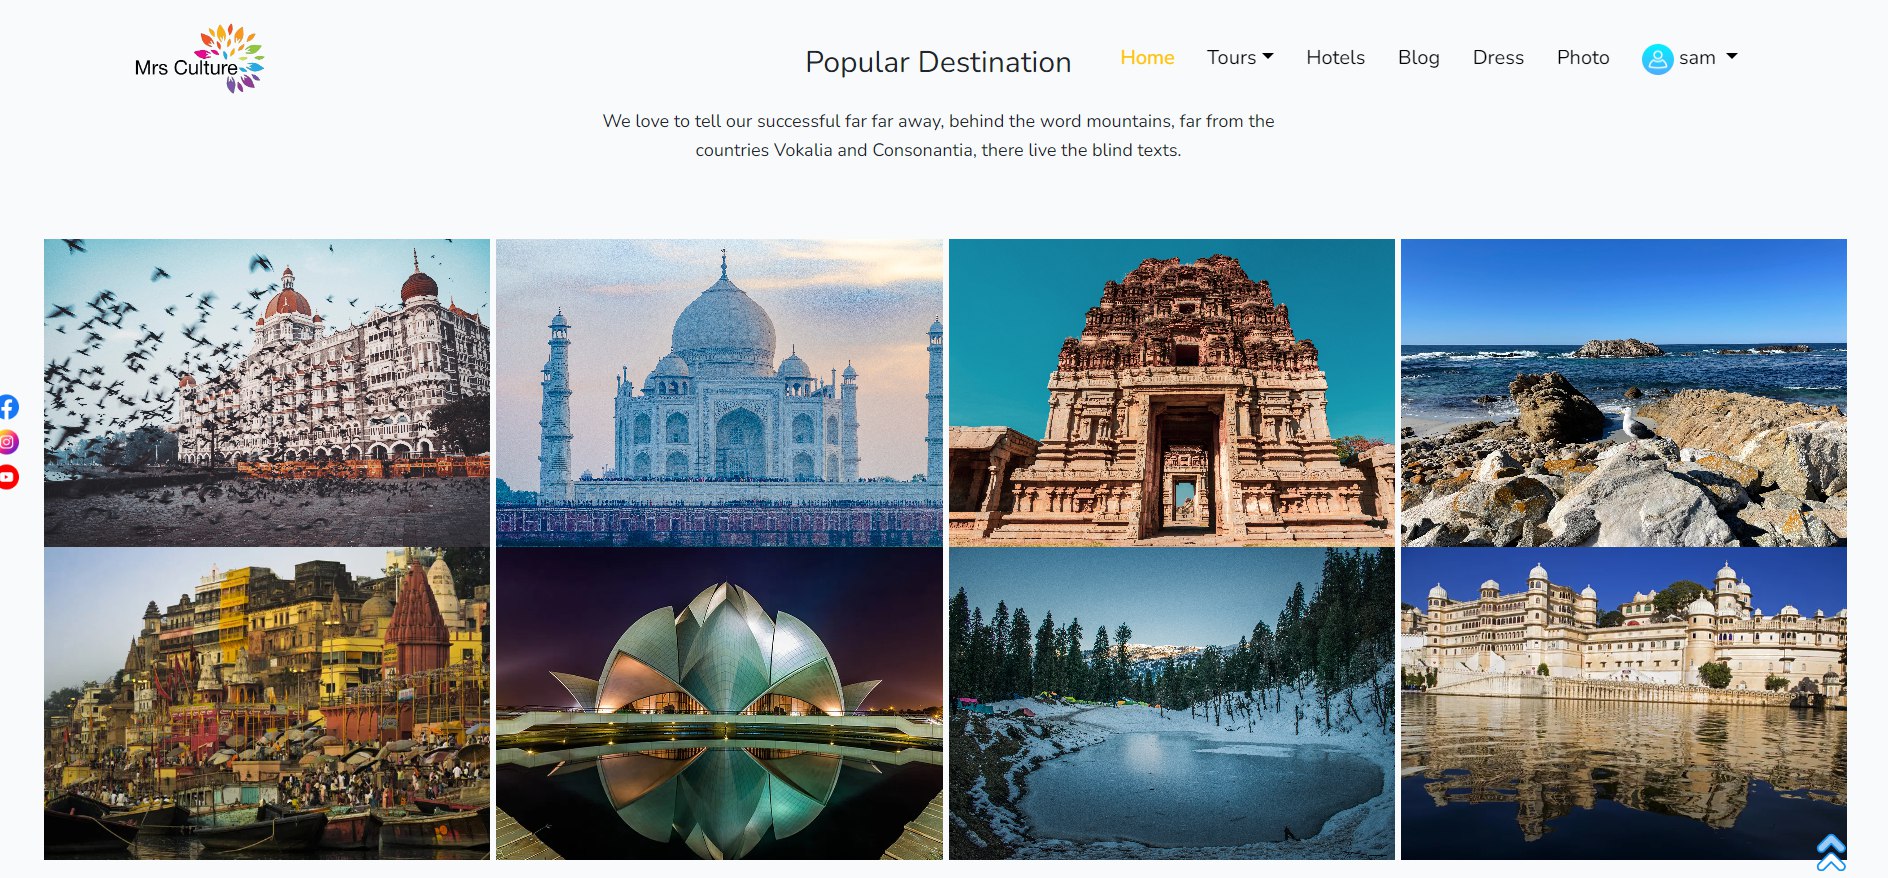 Mrs Culture
Popular Destination
Home Tours Hotels Blog Dress Photo sam
We love to tell our successful far far away, behind the word mountains, far from the
countries Vokalia and Consonantia, there live the blind texts.